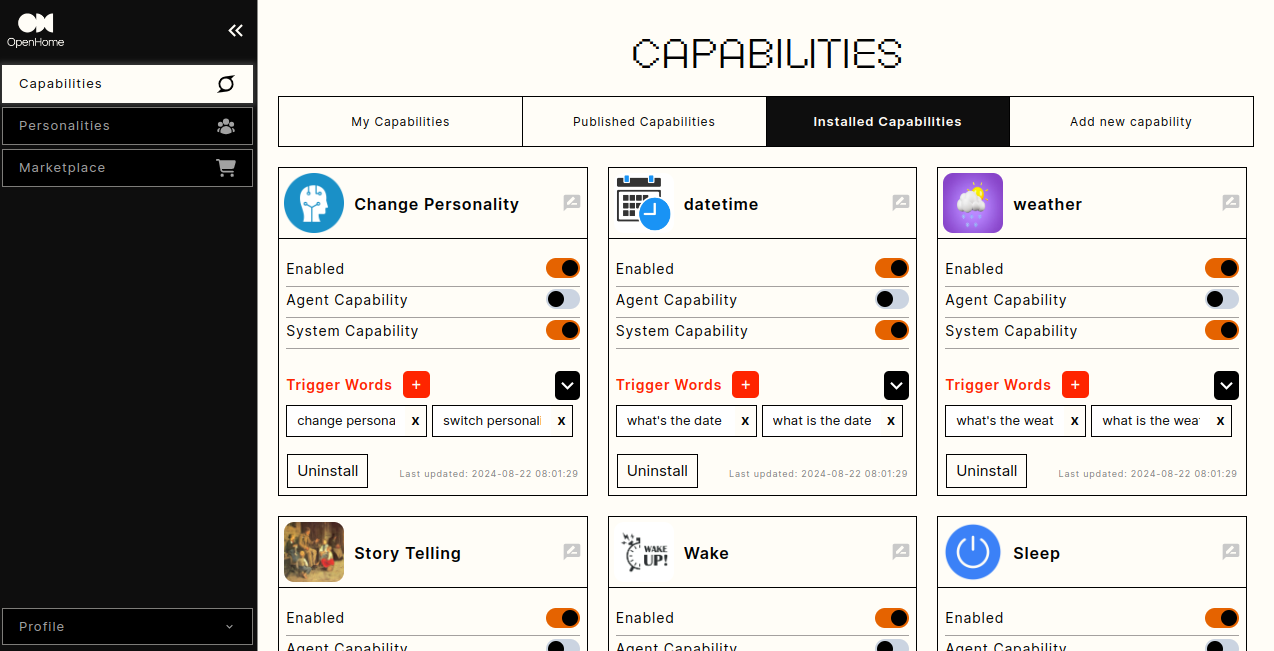 OpenHome
Capabilities
Personalities
Marketplace
Profile
CAPABILITIES
My Capabilities
Published Capabilities
Installed Capabilities
Add new capability
Change Personality
Enabled
Agent Capability
System Capability
Trigger Words +
change persona x
switch personali x
Uninstall
Last updated: 2024-08-22 08:01:29
datetime
Enabled
Agent Capability
System Capability
Trigger Words +
what's the date x
what is the date x
Uninstall
Last updated: 2024-08-22 08:01:29
weather
Enabled
Agent Capability
System Capability
Trigger Words +
what's the weat x
what is the weat x
Uninstall
Last updated: 2024-08-22 08:01:29
Story Telling
Enabled
Agent Capability
WAKE
UP!
Wake
Enabled
Agent Capability
Sleep
Enabled
Agent Capability